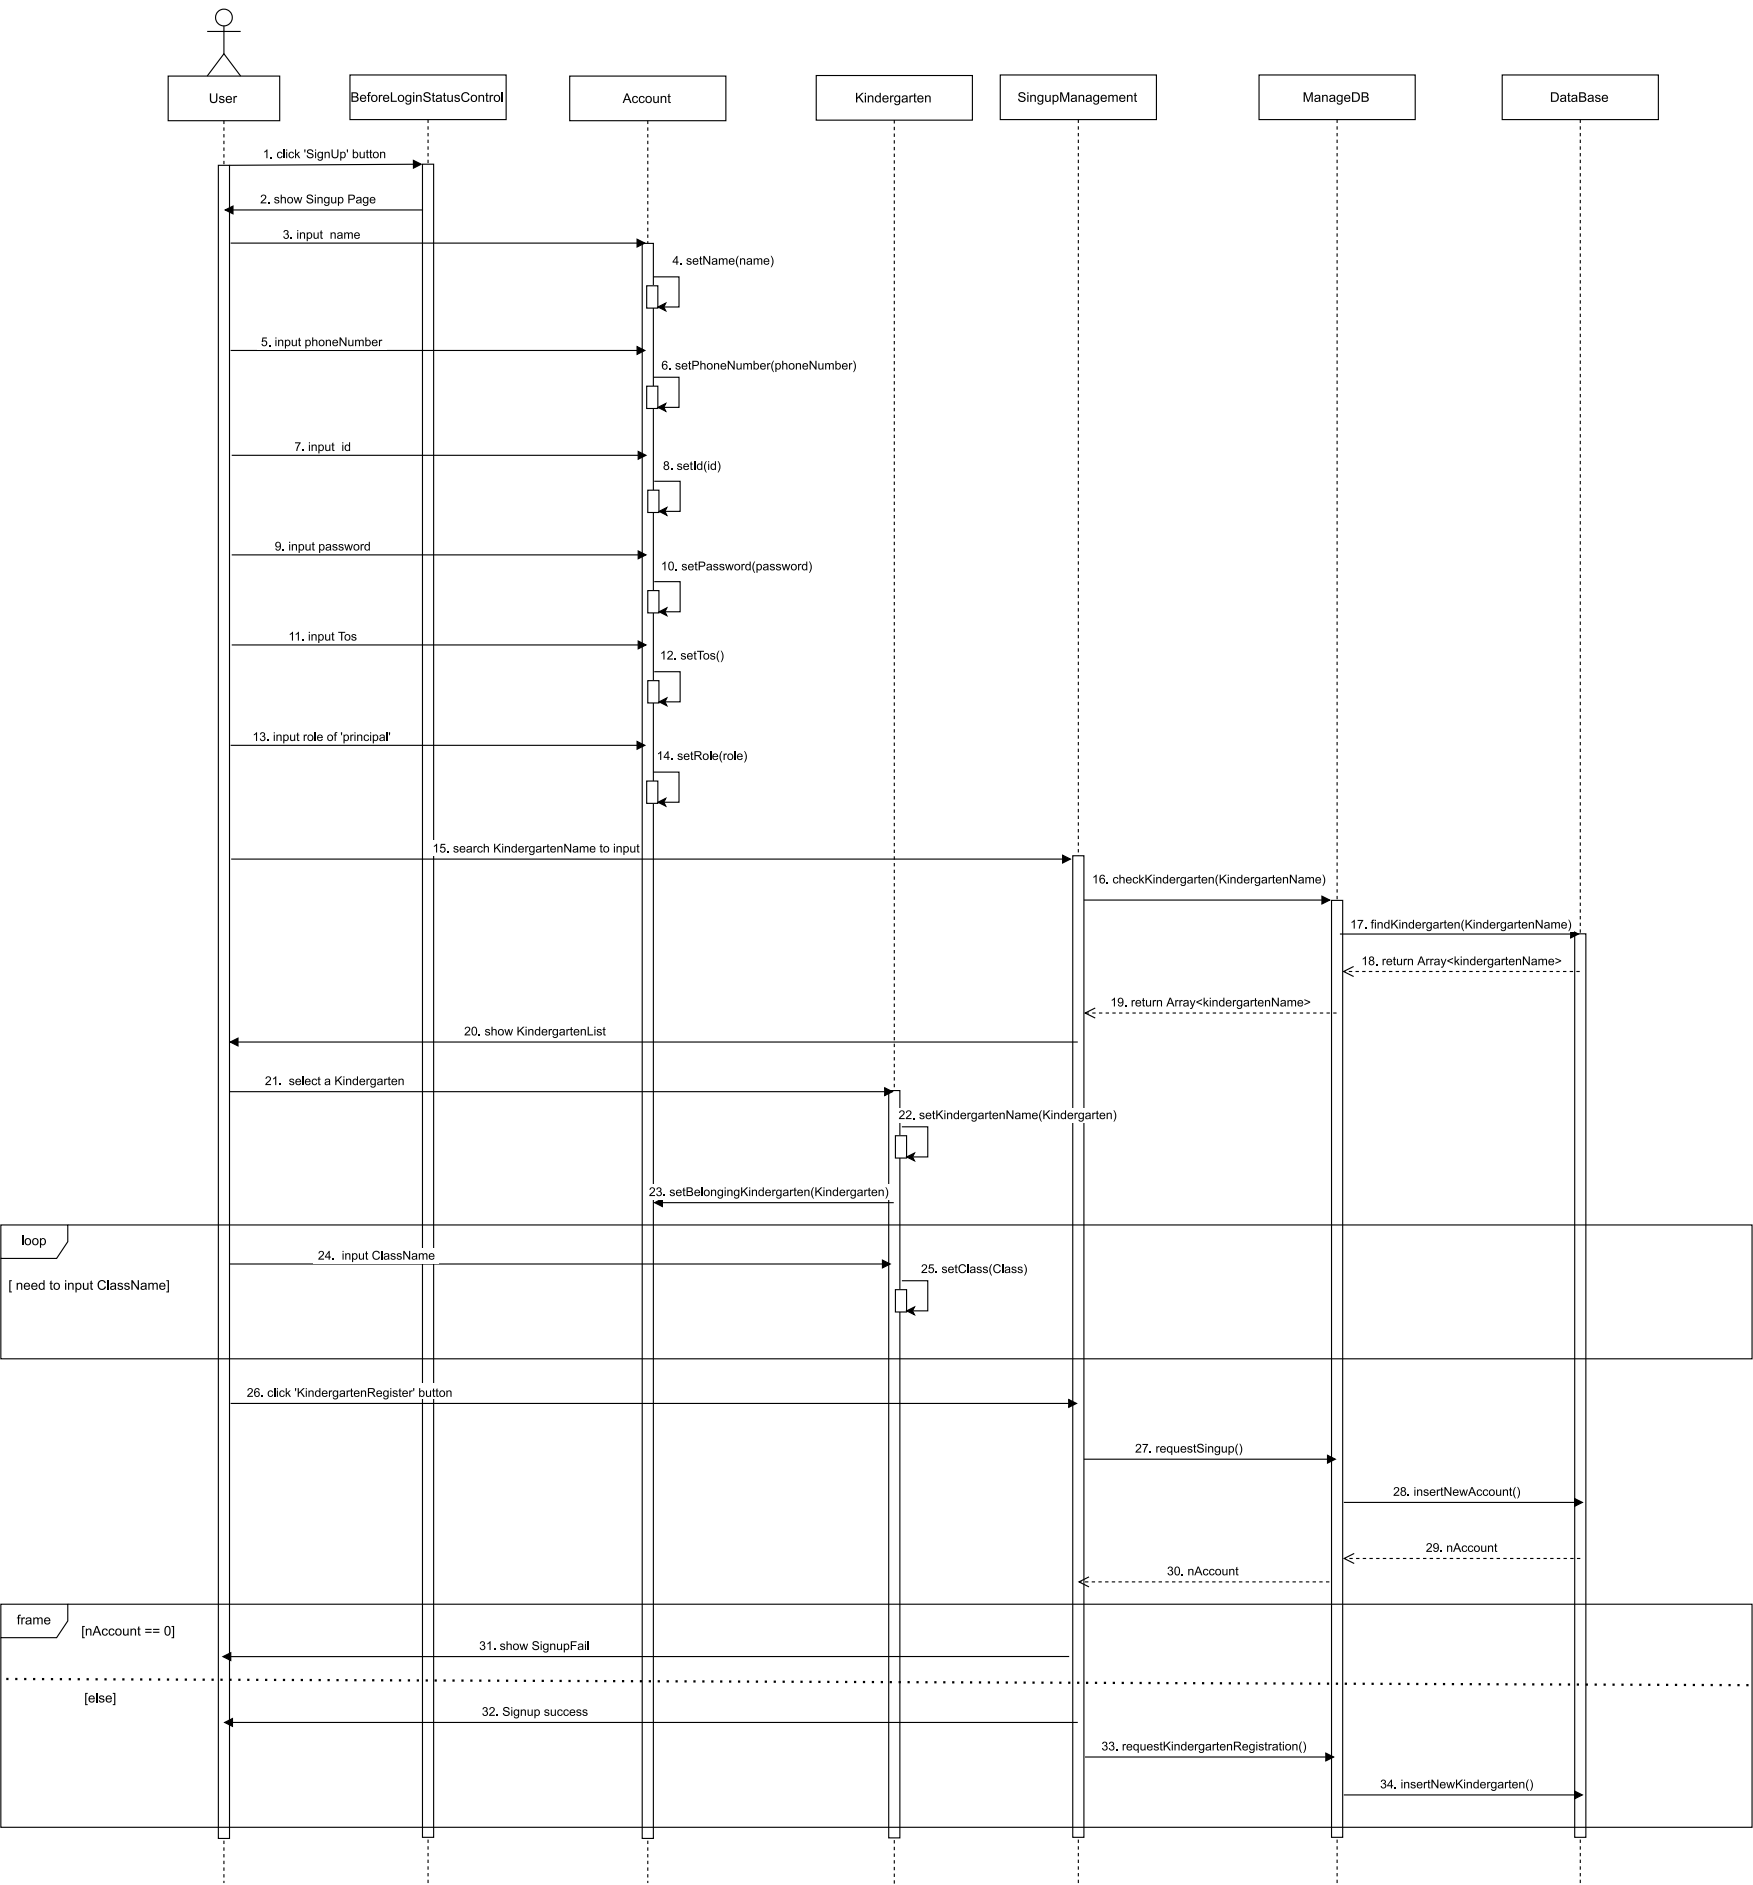 User
BeforeLoginStatusControl
Account
Kindergarten
SingupManagement
ManageDB
DataBase
1. click 'SignUp' button
2. show Singup Page
3. input  name
4. setName(name)
5. input phoneNumber
6. setPhoneNumber(phoneNumber)
7. input  id
8. setId(id)
9. input password
10. setPassword(password)
11. input Tos
12. setTos()
13. input role of 'principal'
14. setRole(role)
15. search KindergartenName to input
16. checkKindergarten(KindergartenName)
17. findKindergarten(KindergartenName)
18. return Array<kindergartenName>
19. return Array<kindergartenName>
20. show KindergartenList
21.  select a Kindergarten
22. setKindergartenName(Kindergarten)
23. setBelongingKindergarten(Kindergarten)
loop
24.  input ClassName
25. setClass(Class)
[ need to input ClassName]
26. click 'KindergartenRegister' button
27. requestSingup()
28. insertNewAccount()
29. nAccount
30. nAccount
frame
[nAccount == 0]
31. show SignupFail
[else]
32. Signup success
33. requestKindergartenRegistration()
34. insertNewKindergarten()